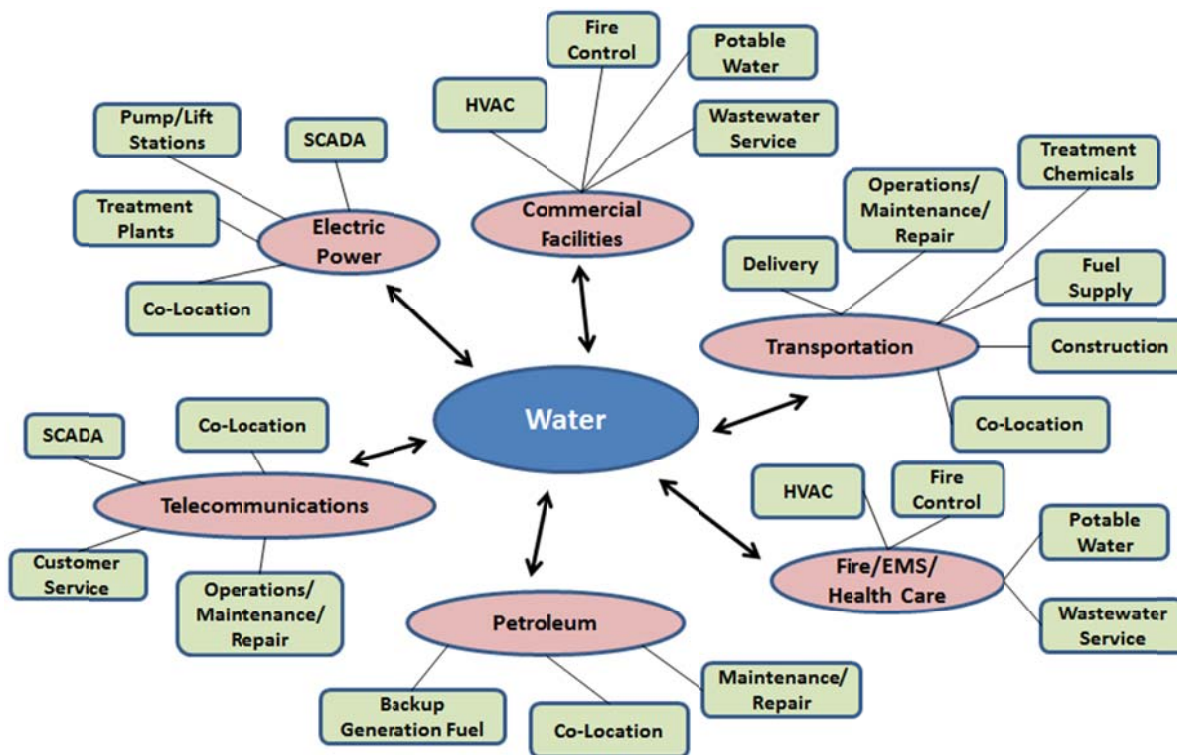 Fire
Control
Potable
Water
HVAC
Wastewater
Service
Commercial
Facilities
Pump/Lift
Stations
SCADA
Treatment
Plants
Electric
Power
Co-Location
Treatment
Chemicals
Operations/
Maintenance/
Repair
Delivery
Fuel
Supply
Transportation
Construction
Co-Location
Water
SCADA
Co-Location
Telecommunications
Customer
Service
Operations/
Maintenance/
Repair
HVAC
Fire
Control
Potable
Water
Fire/EMS/
Health Care
Wastewater
Service
Petroleum
Backup
Generation Fuel
Co-Location
Maintenance/
Repair